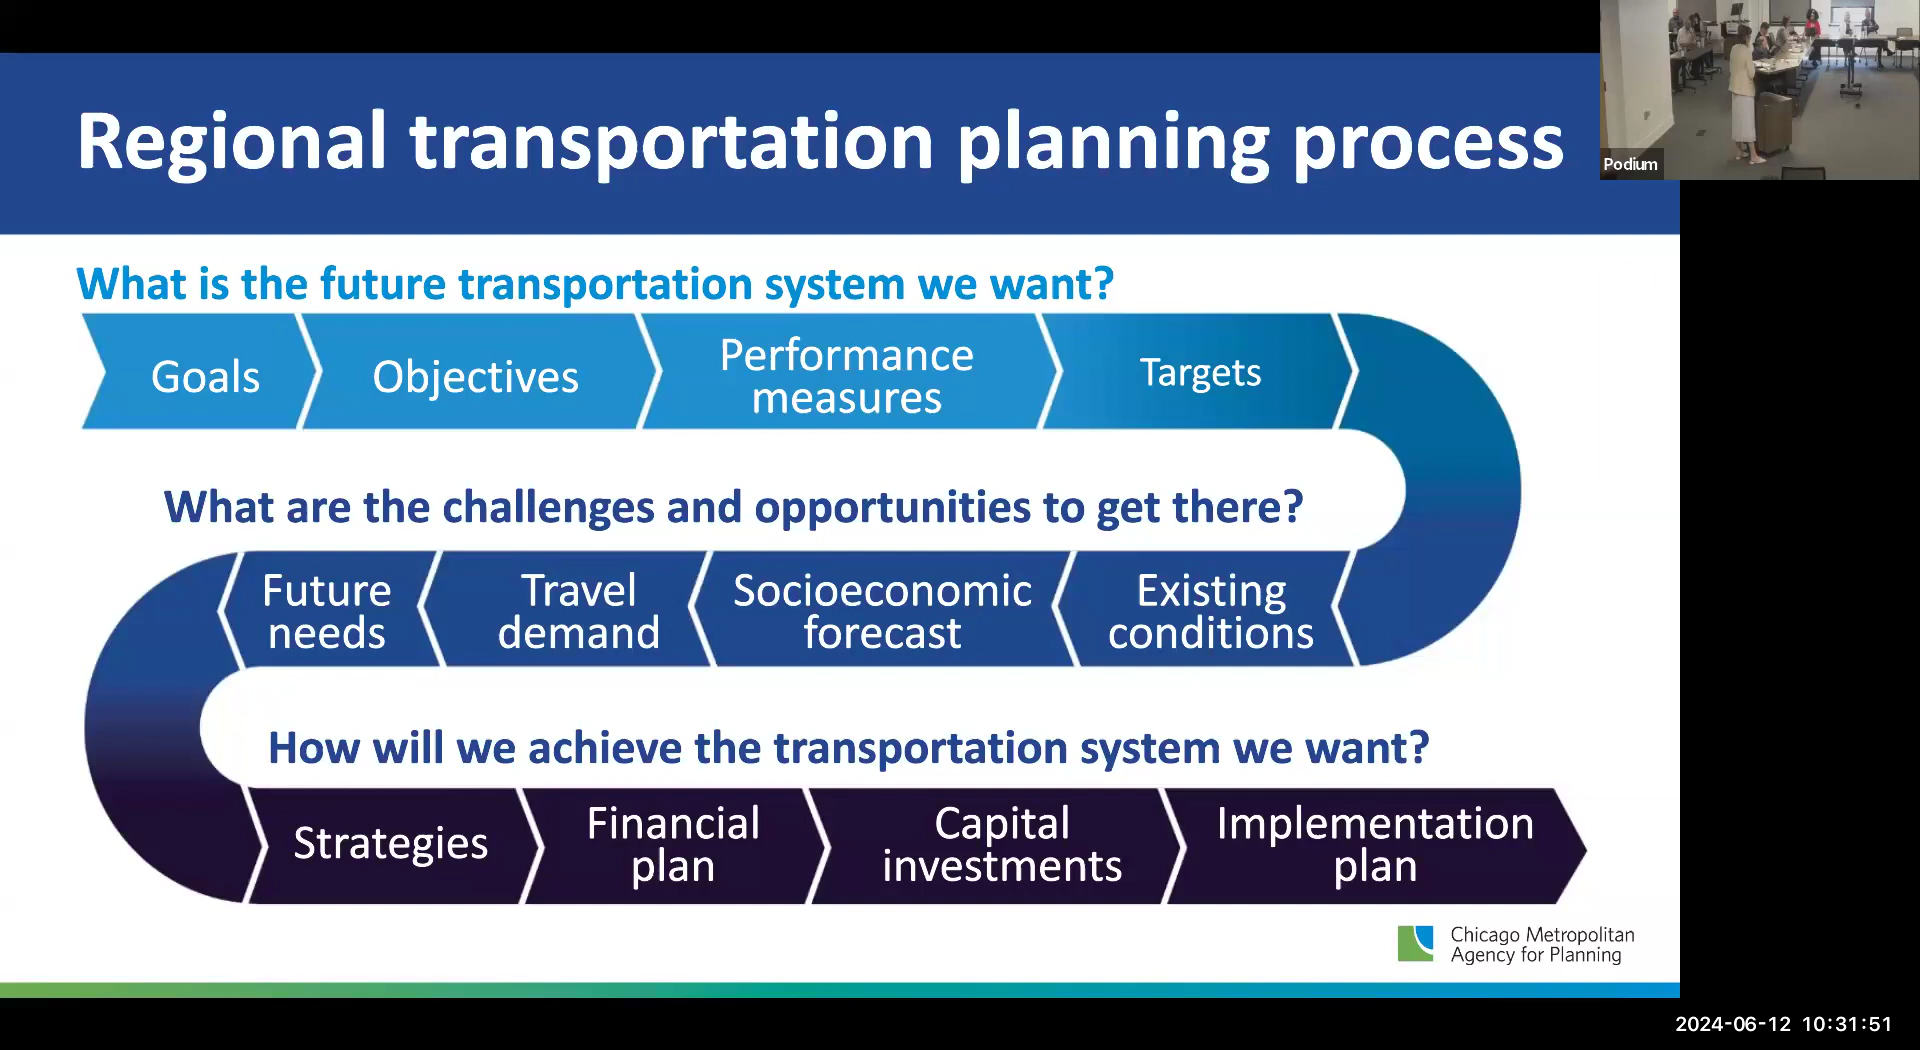 Regional transportation planning process
Podium
What is the future transportation system we want?
Goals
Objectives
Performance
measures
Targets
What are the challenges and opportunities to get there?
Future
needs
Travel
demand
Socioeconomic
forecast
Existing
conditions
How will we achieve the transportation system we want?
Strategies
Financial
plan
Capital
investments
Implementation
plan
Chicago Metropolitan
Agency for Planning
2024-06-12 10:31:51